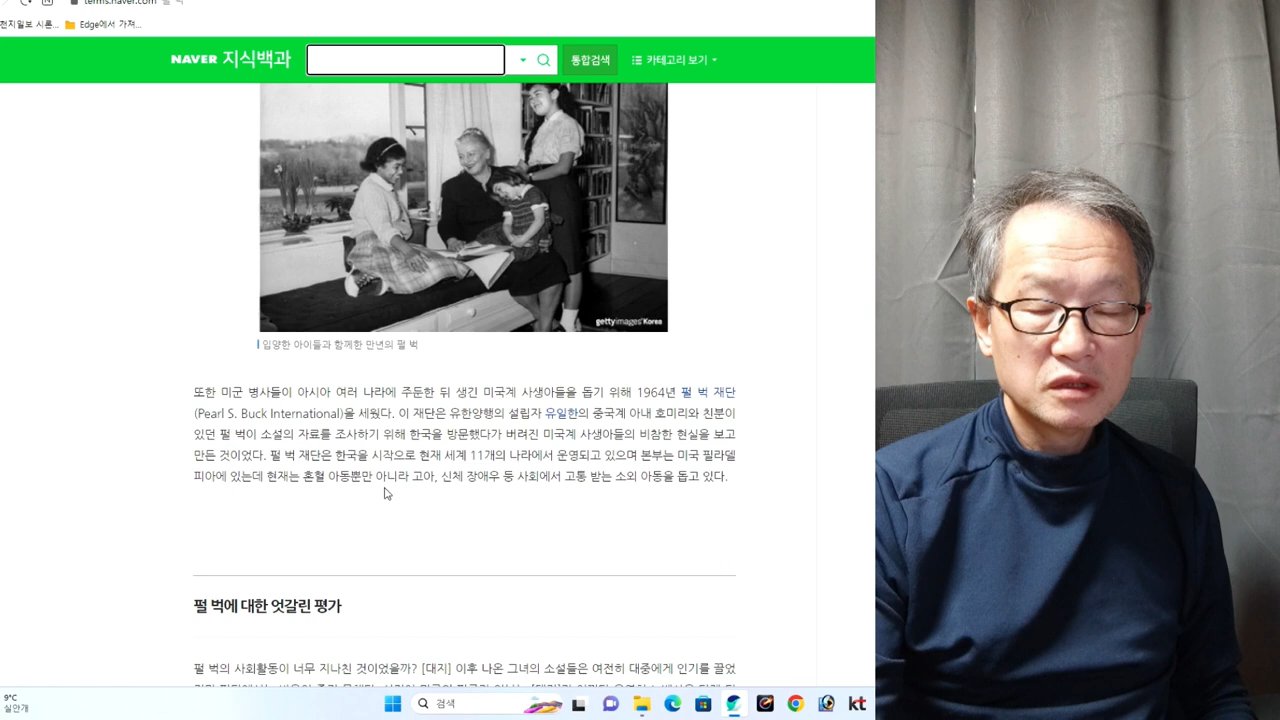 terms.naver.com 펄 벅
전지일보 시론...
Edge에서 가져...
NAVER 지식백과
통합검색
카테고리 보기
gettyimages Korea
입양한 아이들과 함께한 만년의 펄 벅
또한 미군 병사들이 아시아 여러 나라에 주둔한 뒤 생긴 미국계 사생아들을 돕기 위해 1964년 펄 벅 재단
(Pearl S. Buck International)을 세웠다. 이 재단은 유한양행의 설립자 유일한의 중국계 아내 호미리와 친분이
있던 펄 벅이 소설의 자료를 조사하기 위해 한국을 방문했다가 버려진 미국계 사생아들의 비참한 현실을 보고
만든 것이었다. 펄 벅 재단은 한국을 시작으로 현재 세계 11개의 나라에서 운영되고 있으며 본부는 미국 필라델
피아에 있는데 현재는 혼혈 아동뿐만 아니라 고아, 신체 장애우 등 사회에서 고통 받는 소외 아동을 돕고 있다.
펄 벅에 대한 엇갈린 평가
펄 벅의 사회활동이 너무 지나친 것이었을까? [대지] 이후 나온 그녀의 소설들은 여전히 대중에게 인기를 끌었
9°C
실안개
검색
kt